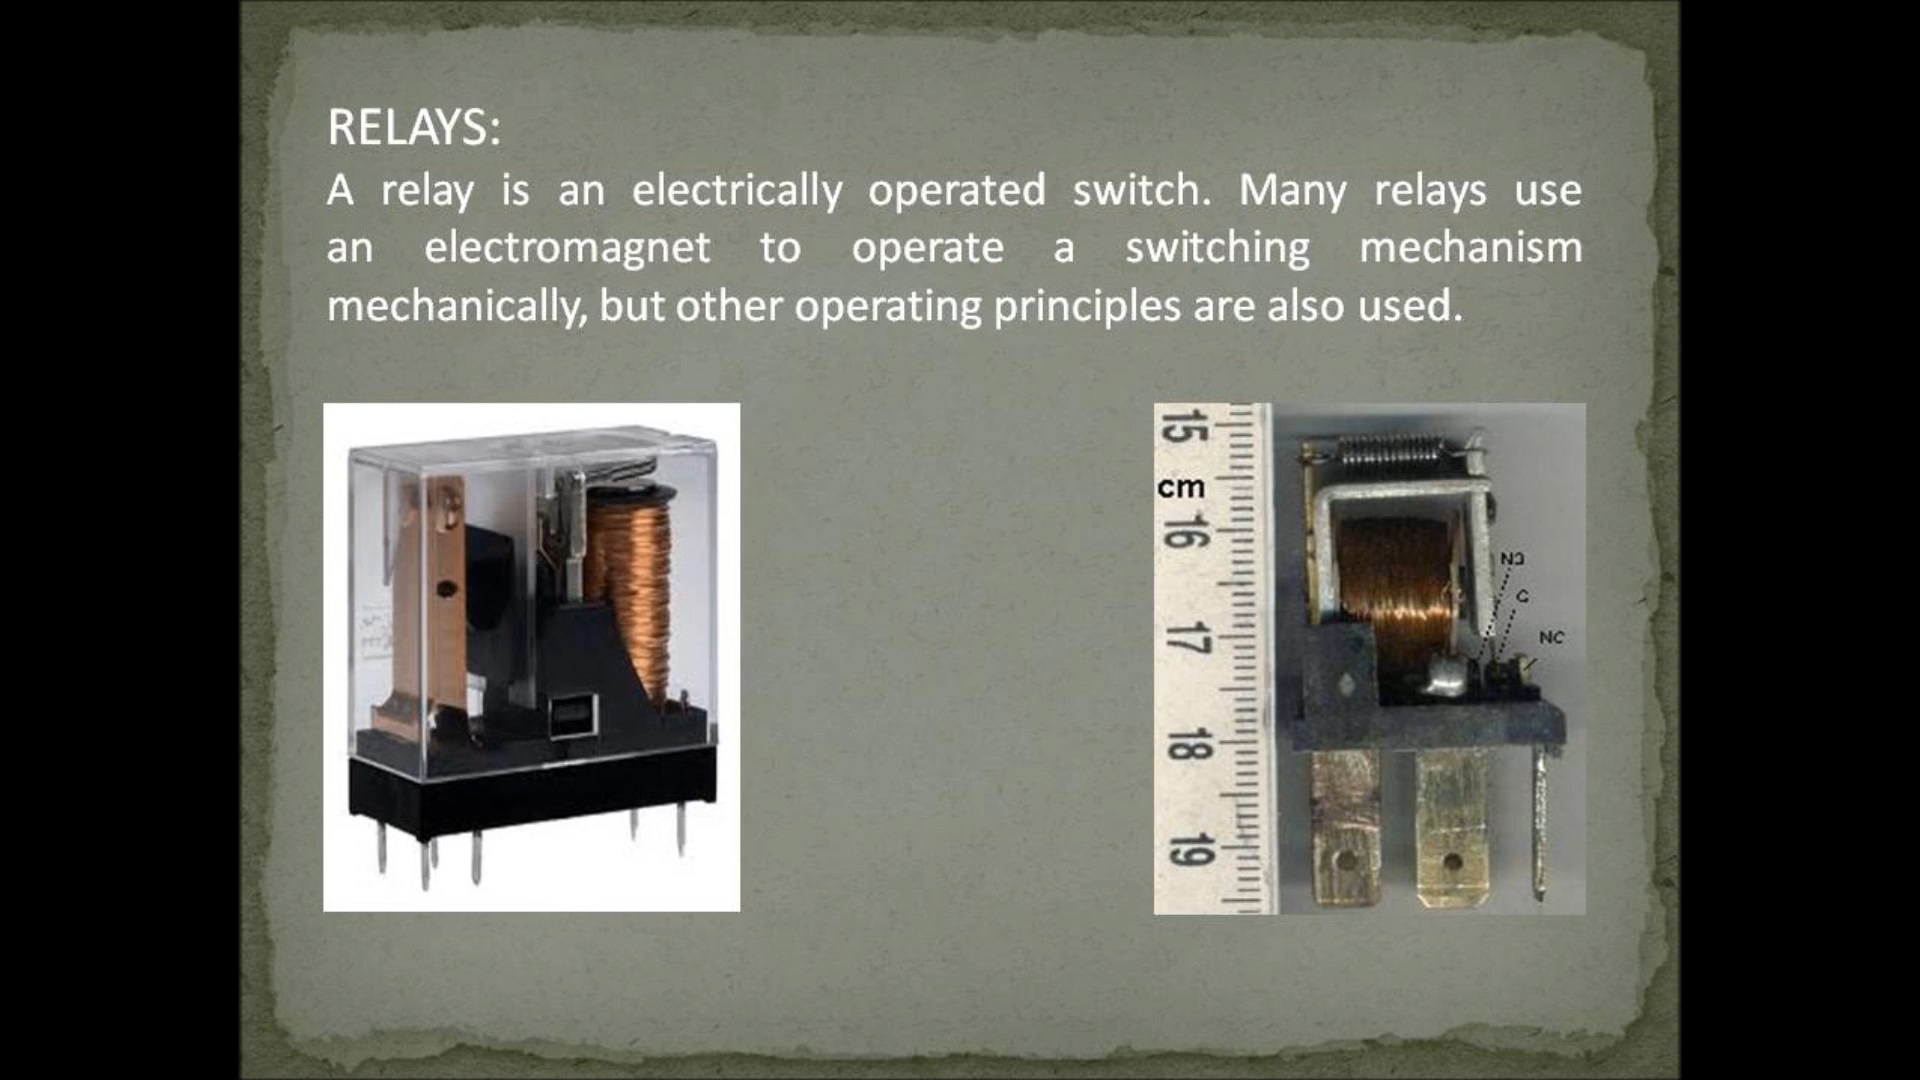 RELAYS:
A relay is an electrically operated switch. Many relays use
an electromagnet to operate a switching mechanism
mechanically, but other operating principles are also used.
15
cm
16
17
18
19
C
NC